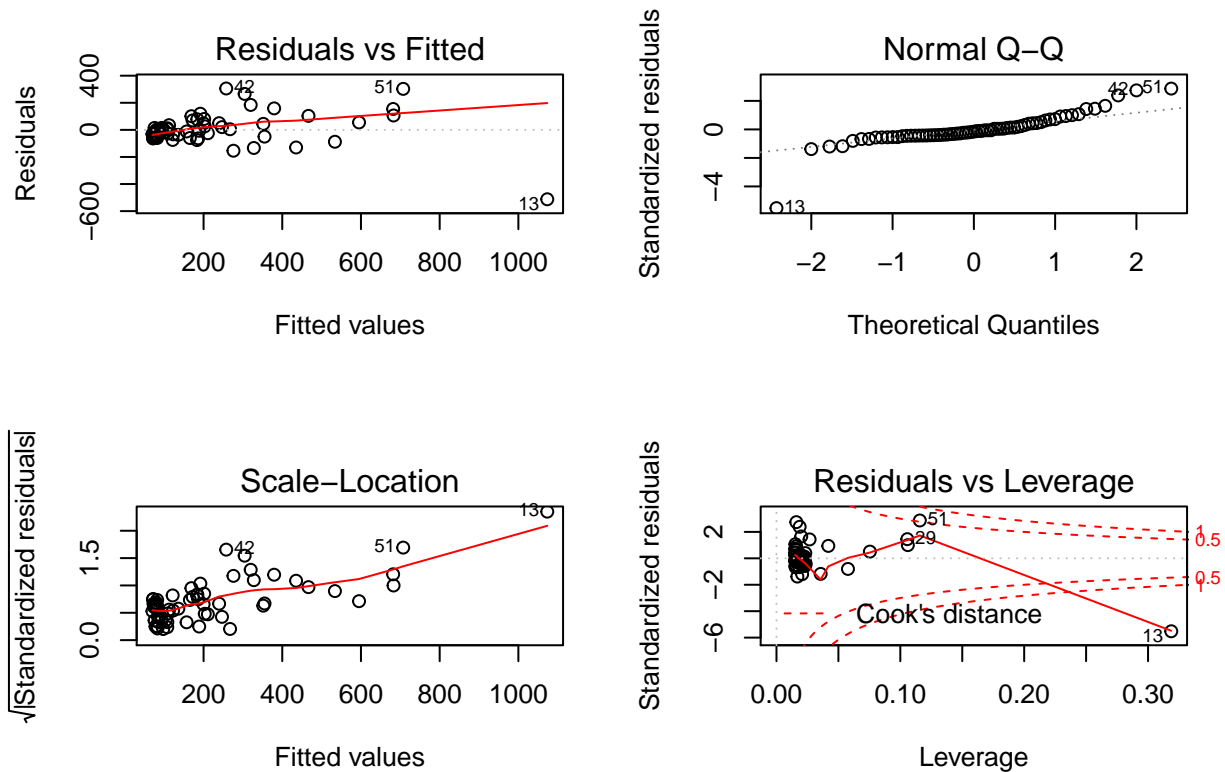 Residuals vs Fitted
Residuals
400
0
−600
42
51
13
200 400 600 800 1000
Fitted values
Normal Q−Q
Standardized residuals
0
−4
42
51
13
−2 −1 0 1 2
Theoretical Quantiles
Scale−Location
√|Standardized residuals|
1.5
0.0
13
42
51
200 400 600 800 1000
Fitted values
Residuals vs Leverage
Standardized residuals
2
−2
−6
51
29
13
1
0.5
0.5
1
Cook's distance
0.00 0.10 0.20 0.30
Leverage